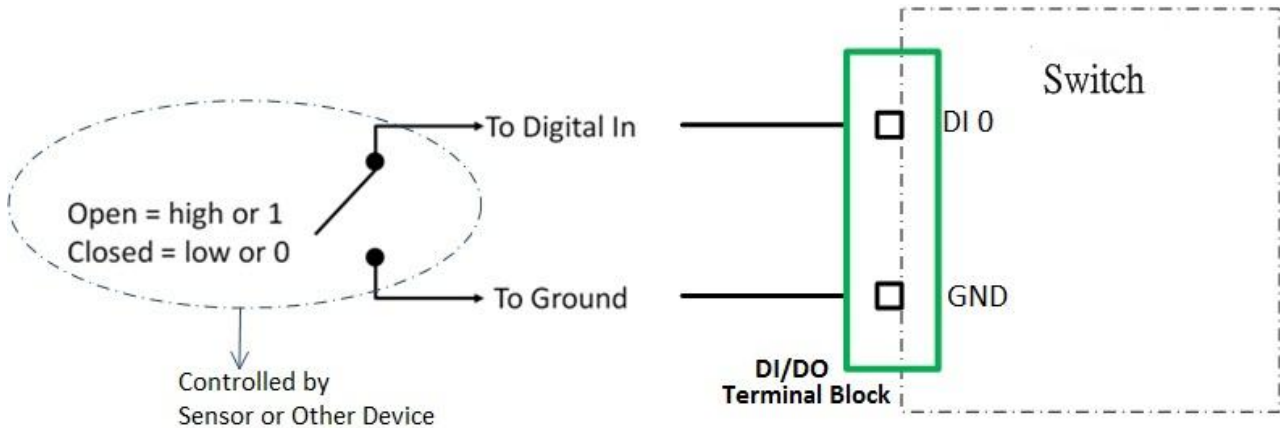 Switch
To Digital In
DI 0
Open = high or 1
Closed = low or 0
To Ground
GND
DI/DO
Terminal Block
Controlled by
Sensor or Other Device